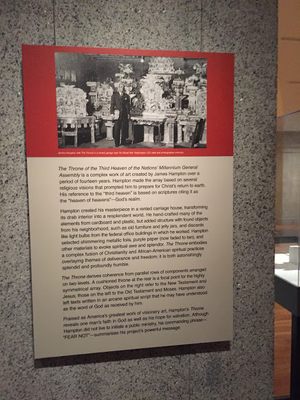 The Throne of the Third Heaven of the Nations' Millennium General
Assembly is a complex work of art created by James Hampton over a
period of fourteen years. Hampton made the array based on several
religious visions that prompted him to prepare for Christ's return to earth.
His reference to the "third heaven" is based on scriptures citing it as
the "heaven of heavens"—God's realm.
Hampton created his masterpiece in a rented carriage house, transforming
its drab interior into a resplendent world. He hand-crafted many of the
elements from cardboard and plastic, but added structure with found objects
from his neighborhood, such as old furniture and jelly jars, and discards
like light bulbs from the federal office buildings in which he worked. Hampton
selected shimmering metallic foils, purple paper (now faded to tan), and
other materials to evoke spiritual awe and splendor. The Throne embodies
a complex fusion of Christianity and African-American spiritual practices
overlaying themes of deliverance and freedom; it is both astonishingly
splendid and profoundly humble.
The Throne derives coherence from parallel rows of components arranged
on two levels. A cushioned throne at the rear is a focal point for the highly
symmetrical array. Objects on the right refer to the New Testament and
Jesus; those on the left to the Old Testament and Moses. Hampton also
left texts written in an arcane spiritual script that he may have understood
as the word of God as received by him.
Praised as America's greatest work of visionary art, Hampton's Throne
reveals one man's faith in God as well as his hope for salvation. Although
Hampton did not live to initiate a public ministry, his commanding phrase—
"FEAR NOT"—summarizes his project's powerful message.